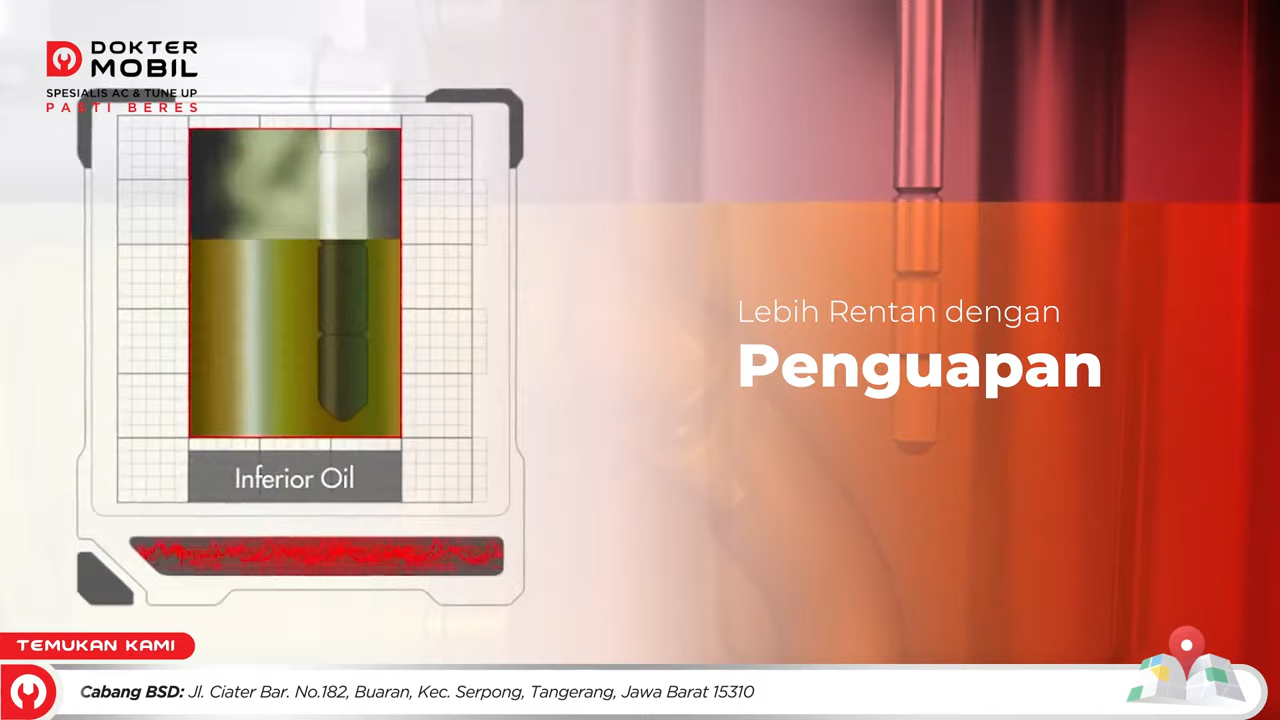 DOKTER
MOBIL
SPESIALIS AC & TUNE UP
PASTI BERES
Inferior Oil
Lebih Rentan dengan
Penguapan
TEMUKAN KAMI
Cabang BSD: Jl. Ciater Bar. No.182, Buaran, Kec. Serpong, Tangerang, Jawa Barat 15310